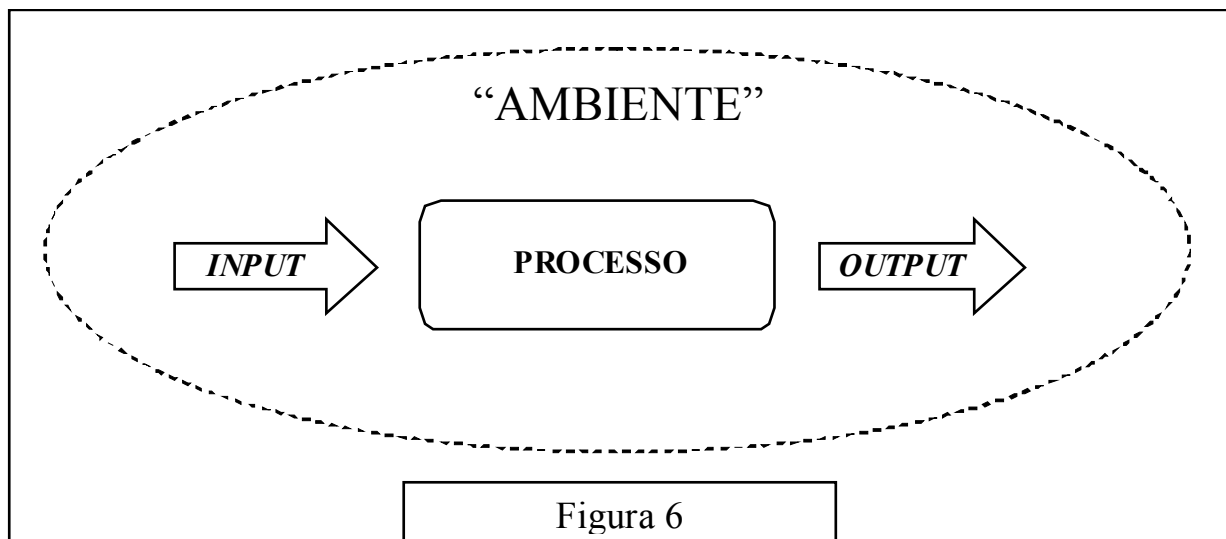 “AMBIENTE”
INPUT
PROCESSO
OUTPUT
Figura 6